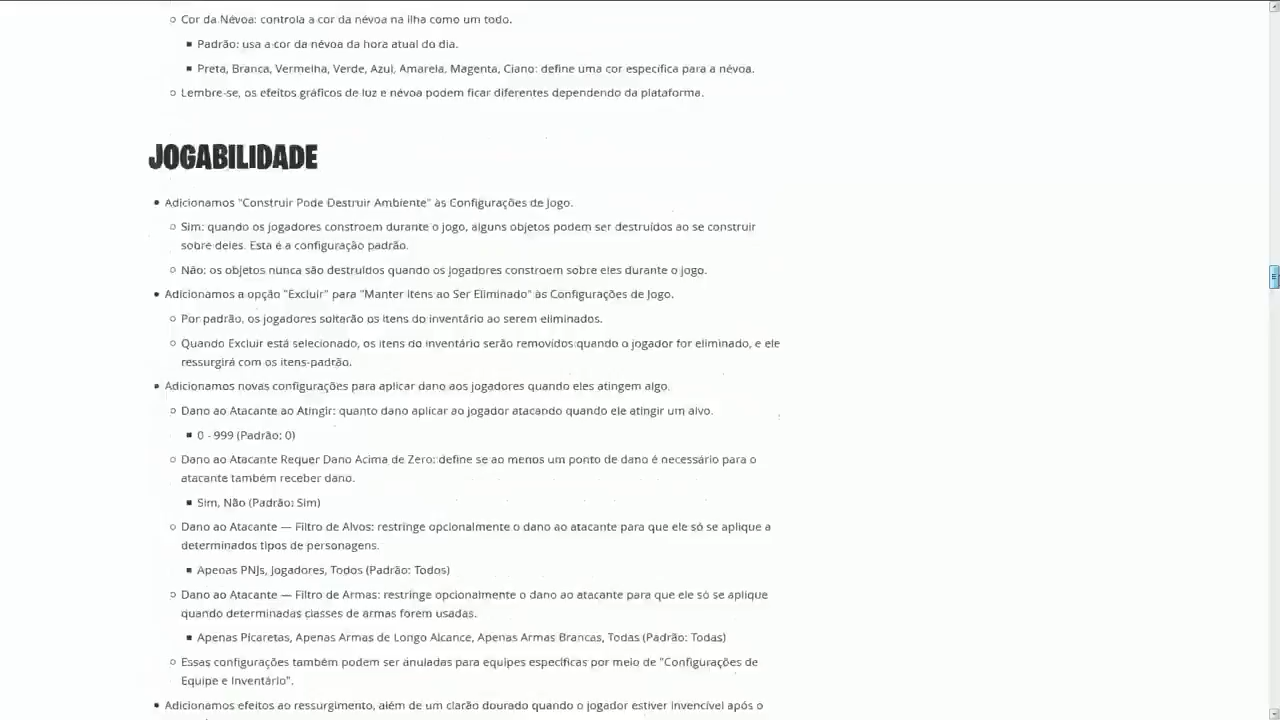 Cor da Névoa: controla a cor da névoa na ilha como um todo.
Padrão: usa a cor da névoa da hora atual do dia.
Preta, Branca, Vermelha, Verde, Azul, Amarela, Magenta, Ciano: define uma cor específica para a névoa.
Lembre-se, os efeitos gráficos de luz e névoa podem ficar diferentes dependendo da plataforma.
JOGABILIDADE
Adicionamos "Construir Pode Destruir Ambiente" às Configurações de Jogo.
Sim: quando os jogadores constroem durante o jogo, alguns objetos podem ser destruídos ao se construir
sobre deles. Esta é a configuração padrão.
Não: os objetos nunca são destruídos quando os jogadores constroem sobre eles durante o jogo.
Adicionamos a opção "Excluir" para "Manter Itens ao Ser Eliminado" às Configurações de Jogo.
Por padrão, os jogadores soltarão os itens do inventário ao serem eliminados.
Quando Excluir está selecionado, os itens do inventário serão removidos quando o jogador for eliminado, e ele
ressurgirá com os itens-padrão.
Adicionamos novas configurações para aplicar dano aos jogadores quando eles atingem algo.
Dano ao Atacante ao Atingir: quanto dano aplicar ao jogador atacando quando ele atingir um alvo.
0 - 999 (Padrão: 0)
Dano ao Atacante Requer Dano Acima de Zero: define se ao menos um ponto de dano é necessário para o
atacante também receber dano.
Sim, Não (Padrão: Sim)
Dano ao Atacante — Filtro de Alvos: restringe opcionalmente o dano ao atacante para que ele só se aplique a
determinados tipos de personagens.
Apenas PNJs, Jogadores, Todos (Padrão: Todos)
Dano ao Atacante — Filtro de Armas: restringe opcionalmente o dano ao atacante para que ele só se aplique
quando determinadas classes de armas forem usadas.
Apenas Picaretas, Apenas Armas de Longo Alcance, Apenas Armas Brancas, Todas (Padrão: Todas)
Essas configurações também podem ser anuladas para equipes específicas por meio de "Configurações de
Equipe e Inventário".
Adicionamos efeitos ao ressurgimento, além de um clarão dourado quando o jogador estiver invencível após o